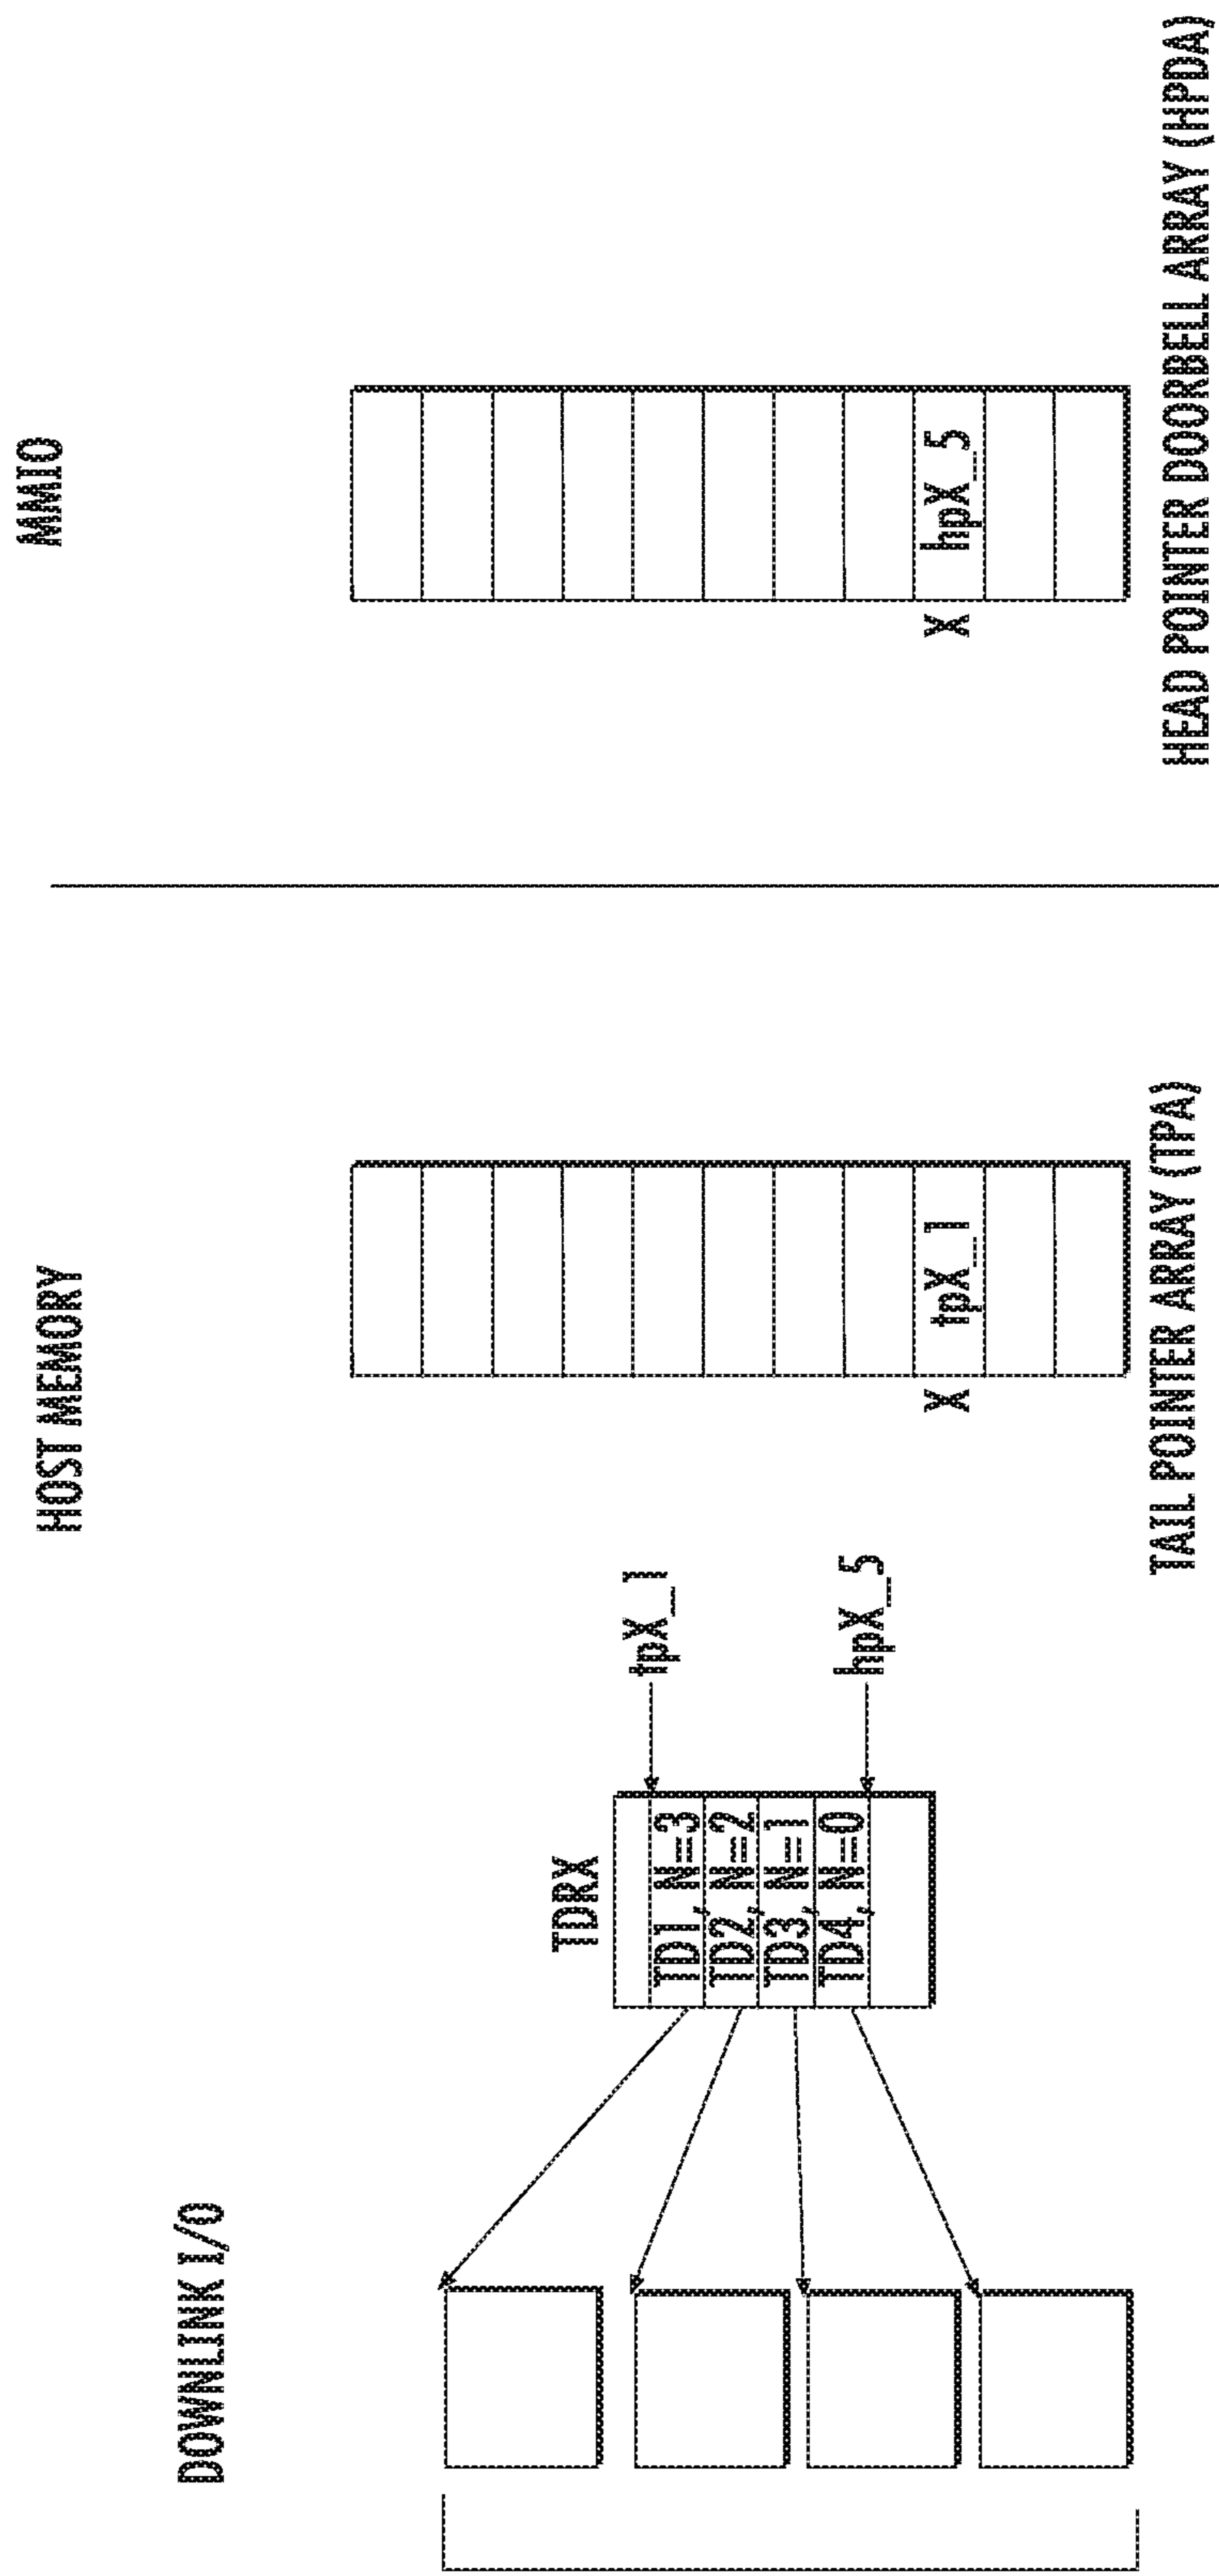 DOWNLINK I/O
HOST MEMORY
MMIO
TDRX
TD1, N=3
TD2, N=2
TD3, N=1
TD4, N=0
tpX_1
hpX_5
X
tpX_1
X
hpX_5
TAIL POINTER ARRAY (TPA)
HEAD POINTER DOORBELL ARRAY (HPDA)